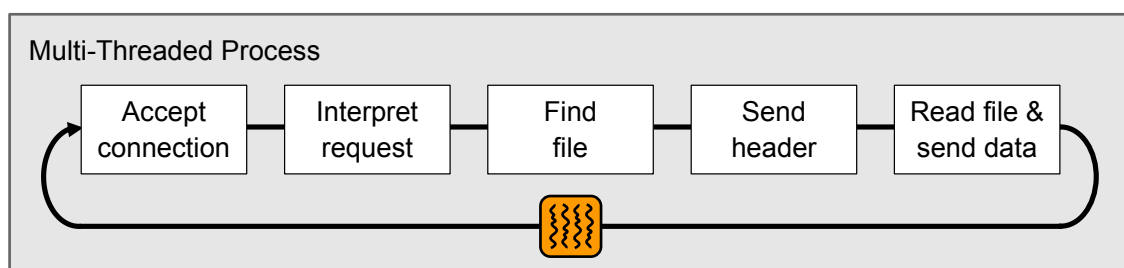 Multi-Threaded Process
Accept
connection
Interpret
request
Find
file
Send
header
Read file &
send data